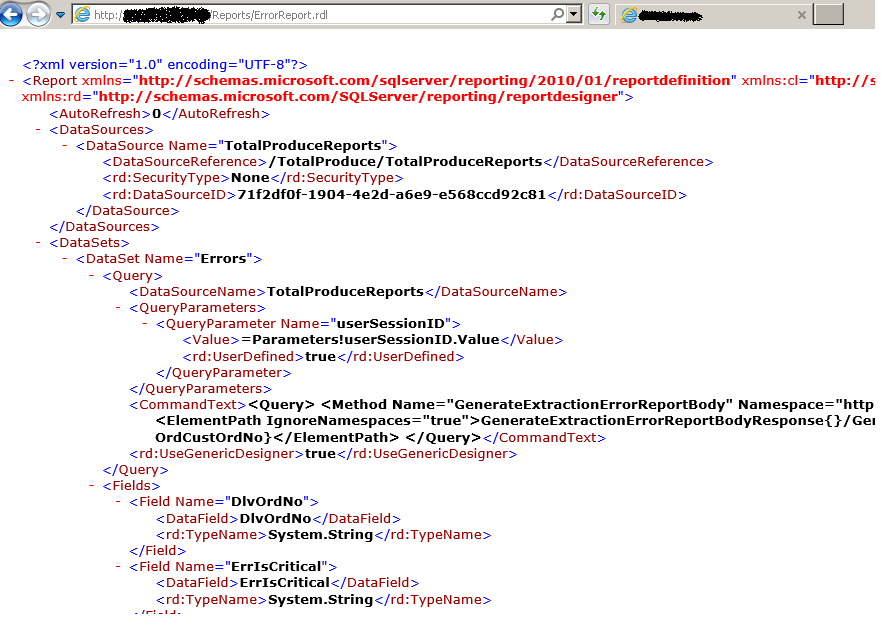 http://
/Reports/ErrorReport.rdl
<?xml version="1.0" encoding="UTF-8"?>
- <Report xmlns="http://schemas.microsoft.com/sqlserver/reporting/2010/01/reportdefinition" xmlns:cl="http://s
xmlns:rd="http://schemas.microsoft.com/SQLServer/reporting/reportdesigner">
<AutoRefresh>0</AutoRefresh>
- <DataSources>
- <DataSource Name="TotalProduceReports">
<DataSourceReference>/TotalProduce/TotalProduceReports</DataSourceReference>
<rd:SecurityType>None</rd:SecurityType>
<rd:DataSourceID>71f2df0f-1904-4e2d-a6e9-e568ccd92c81</rd:DataSourceID>
</DataSource>
</DataSources>
- <DataSets>
- <DataSet Name="Errors">
- <Query>
<DataSourceName>TotalProduceReports</DataSourceName>
- <QueryParameters>
- <QueryParameter Name="userSessionID">
<Value>=Parameters!userSessionID.Value</Value>
<rd:UserDefined>true</rd:UserDefined>
</QueryParameter>
</QueryParameters>
<CommandText><Query> <Method Name="GenerateExtractionErrorReportBody" Namespace="http
<ElementPath IgnoreNamespaces="true">GenerateExtractionErrorReportBodyResponse{}/Ger
OrdCustOrdNo}</ElementPath> </Query></CommandText>
<rd:UseGenericDesigner>true</rd:UseGenericDesigner>
</Query>
- <Fields>
- <Field Name="DlvOrdNo">
<DataField>DlvOrdNo</DataField>
<rd:TypeName>System.String</rd:TypeName>
</Field>
- <Field Name="ErrIsCritical">
<DataField>ErrIsCritical</DataField>
<rd:TypeName>System.String</rd:TypeName>